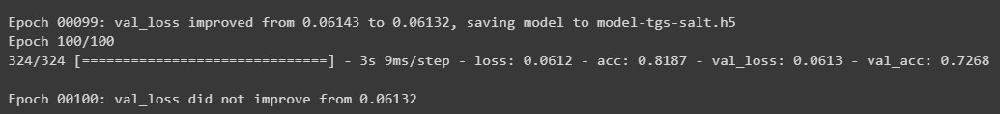 Epoch 00099: val_loss improved from 0.06143 to 0.06132, saving model to model-tgs-salt.h5
Epoch 100/100
324/324 [==============================] - 3s 9ms/step - loss: 0.0612 - acc: 0.8187 - val_loss: 0.0613 - val_acc: 0.7268
Epoch 00100: val_loss did not improve from 0.06132